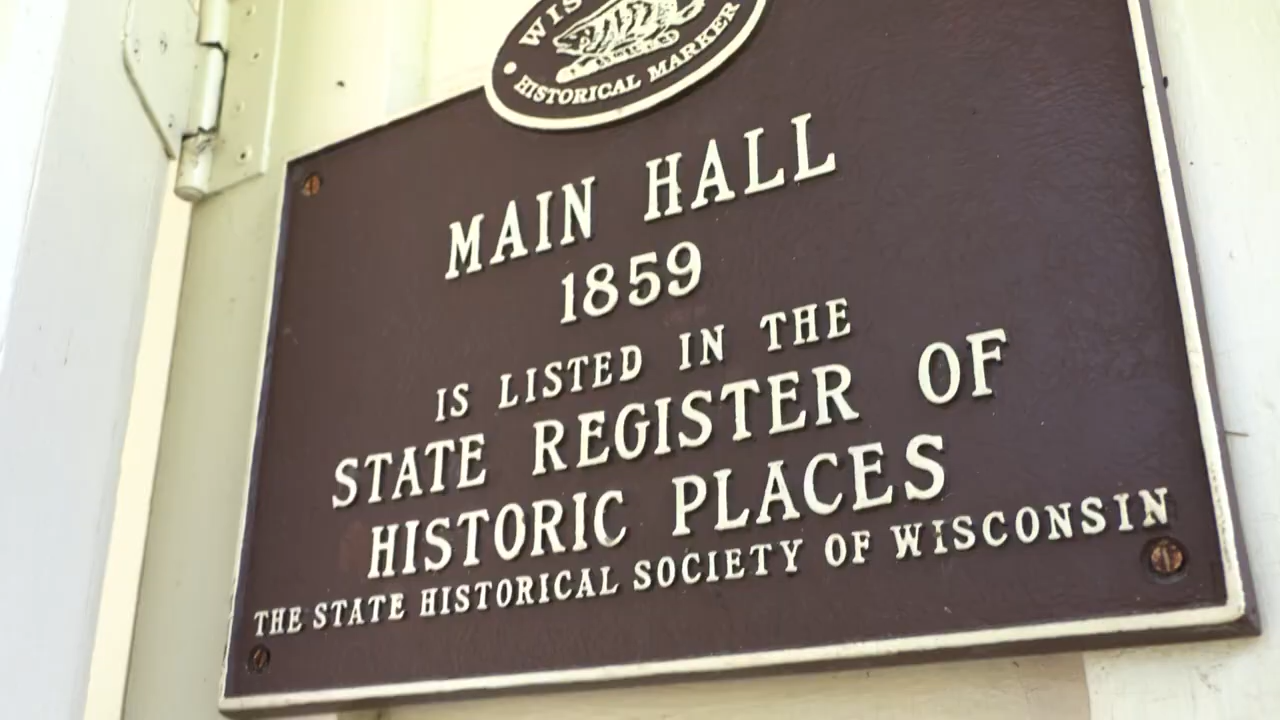 HISTORICAL MARKER
MAIN HALL
1859
IS LISTED IN THE
STATE REGISTER OF
HISTORIC PLACES
THE STATE HISTORICAL SOCIETY OF WISCONSIN